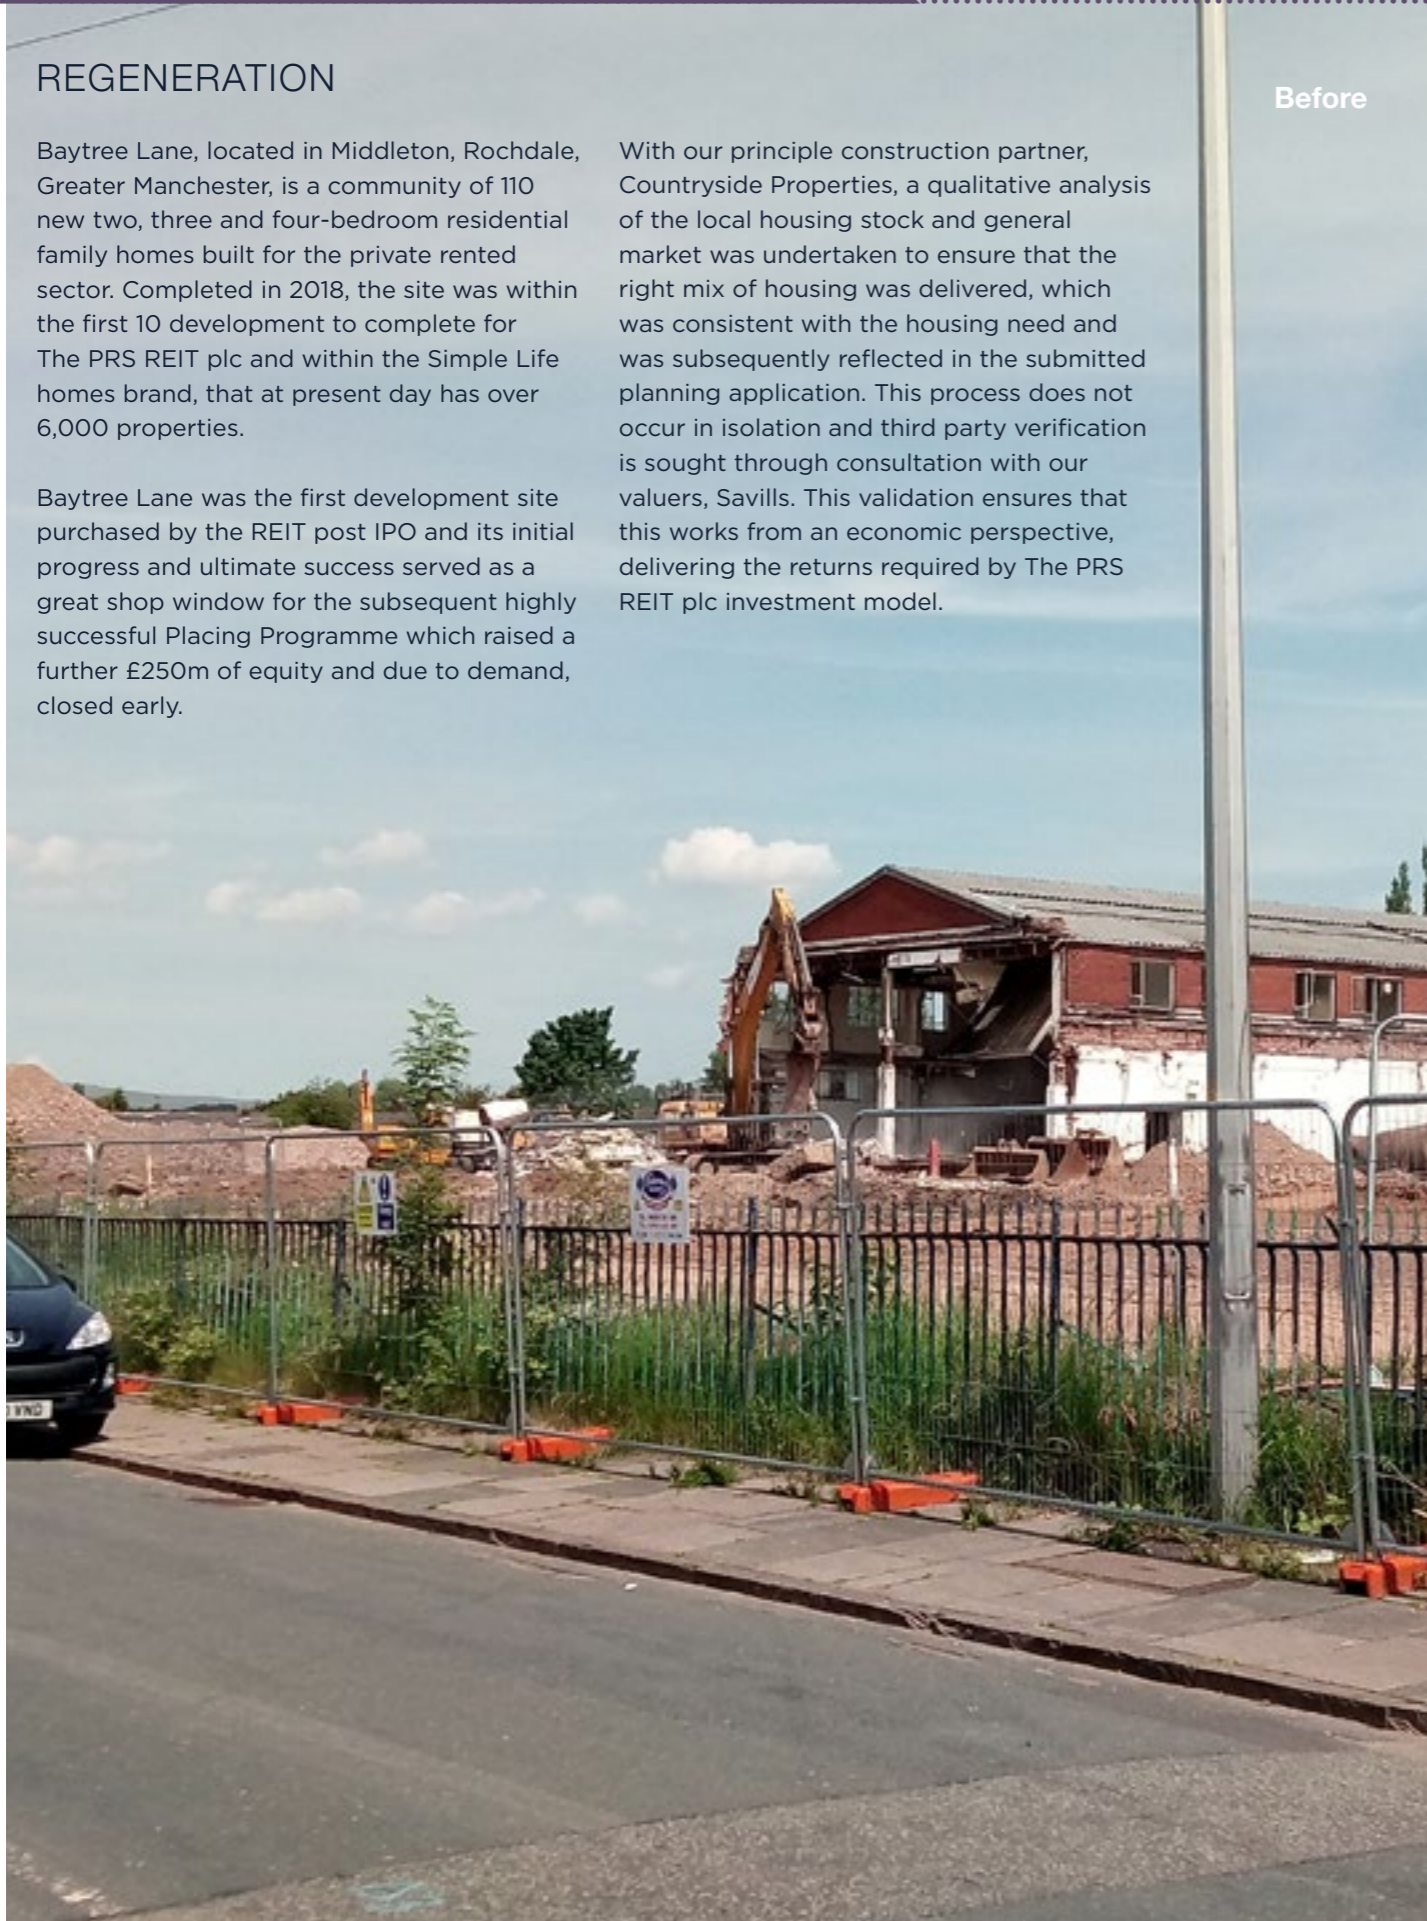 REGENERATION
Before
Baytree Lane, located in Middleton, Rochdale,
Greater Manchester, is a community of 110
new two, three and four-bedroom residential
family homes built for the private rented
sector. Completed in 2018, the site was within
the first 10 development to complete for
The PRS REIT plc and within the Simple Life
homes brand, that at present day has over
6,000 properties.
Baytree Lane was the first development site
purchased by the REIT post IPO and its initial
progress and ultimate success served as a
great shop window for the subsequent highly
successful Placing Programme which raised a
further £250m of equity and due to demand,
closed early.
With our principle construction partner,
Countryside Properties, a qualitative analysis
of the local housing stock and general
market was undertaken to ensure that the
right mix of housing was delivered, which
was consistent with the housing need and
was subsequently reflected in the submitted
planning application. This process does not
occur in isolation and third party verification
is sought through consultation with our
valuers, Savills. This validation ensures that
this works from an economic perspective,
delivering the returns required by The PRS
REIT plc investment model.
VND